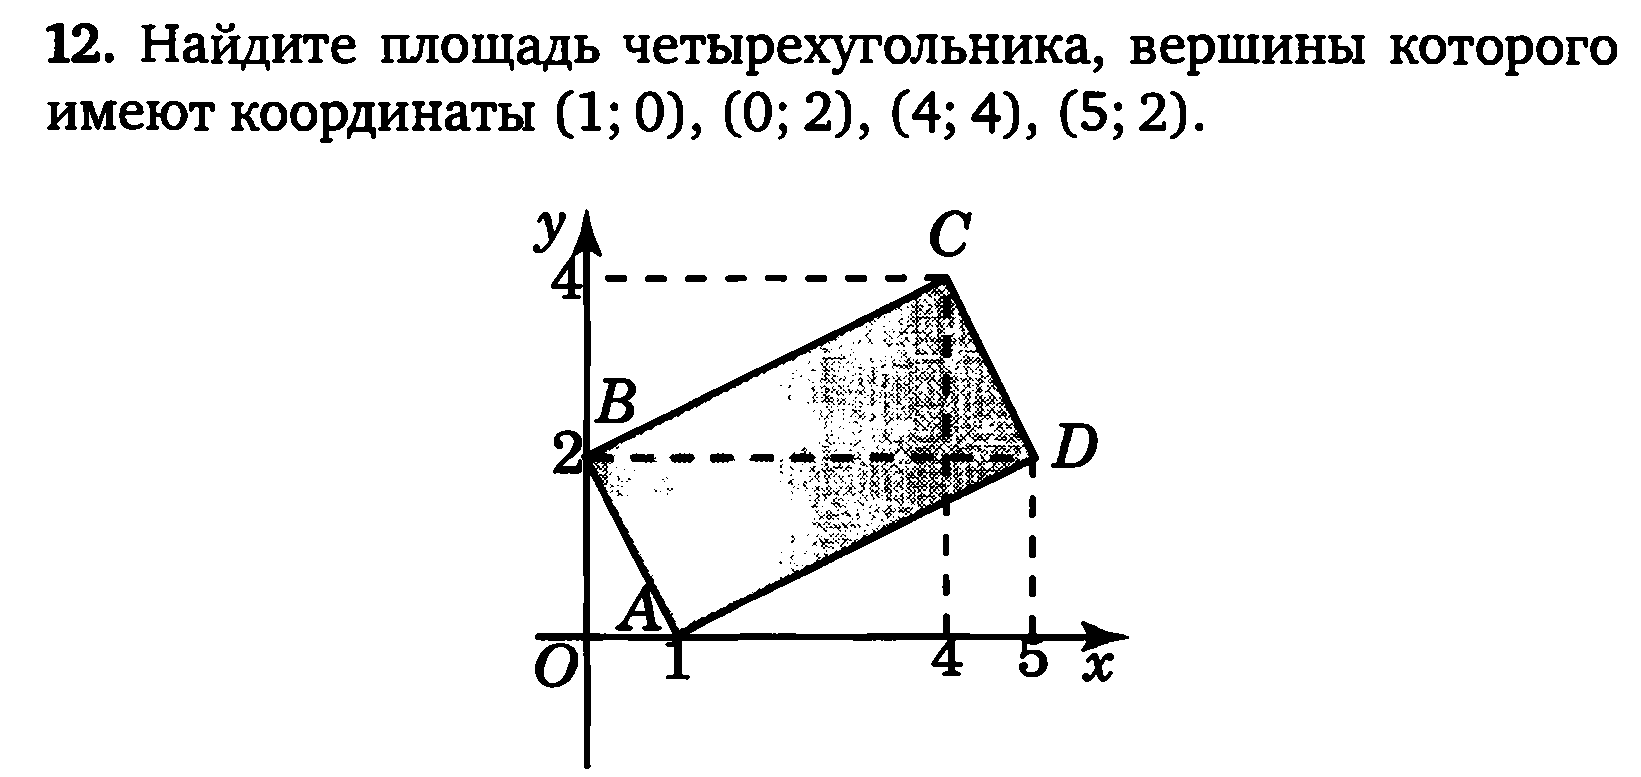 12. Найдите площадь четырехугольника, вершины которого
имеют координаты (1; 0), (0; 2), (4; 4), (5; 2).
y
C
4
B
2
D
A
O
1
4
5
x